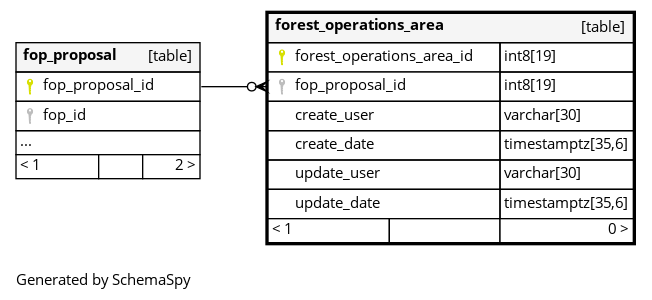 fop_proposal [table]
fop_proposal_id
fop_id
...
< 1 2 >
forest_operations_area [table]
forest_operations_area_id int8[19]
fop_proposal_id int8[19]
create_user varchar[30]
create_date timestamptz[35,6]
update_user varchar[30]
update_date timestamptz[35,6]
< 1 0 >
Generated by SchemaSpy